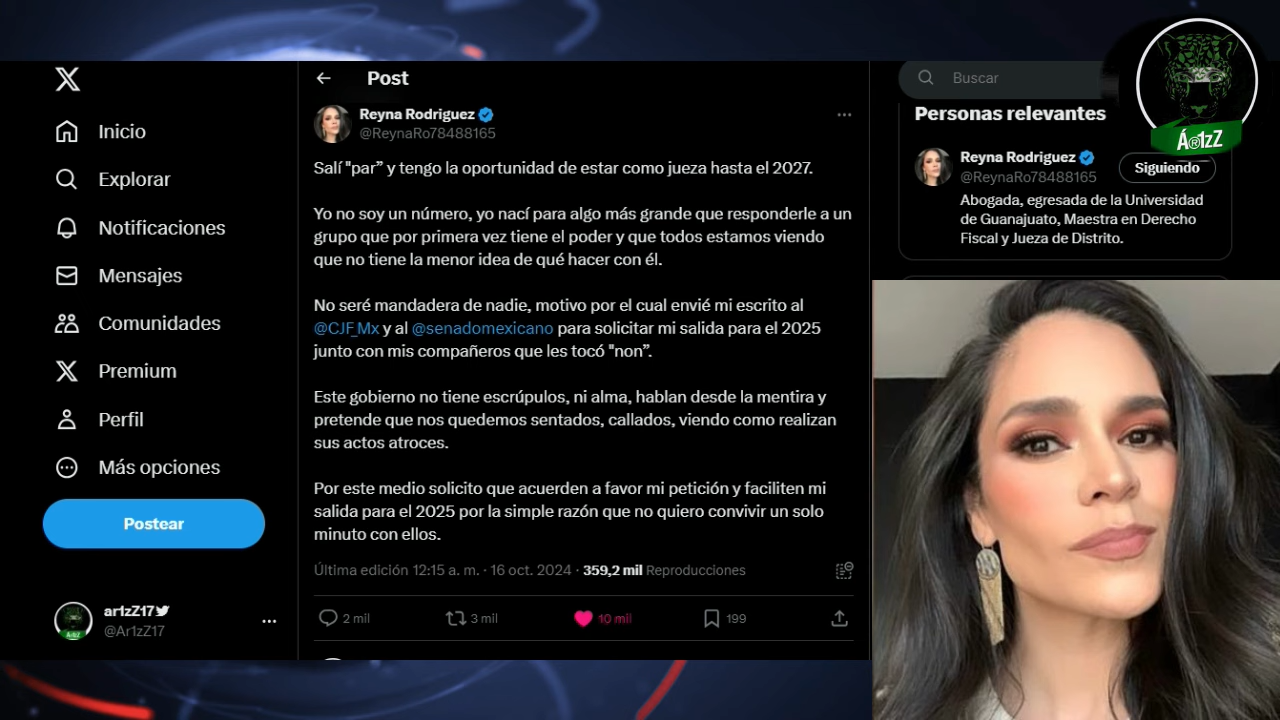 Inicio
Explorar
Notificaciones
Mensajes
Comunidades
Premium
Perfil
Más opciones
Postear
ar1zZ17
@Ar1zZ17
Post
Reyna Rodriguez
@ReynaRo78488165
Salí "par” y tengo la oportunidad de estar como jueza hasta el 2027.
Yo no soy un número, yo nací para algo más grande que responderle a un
grupo que por primera vez tiene el poder y que todos estamos viendo
que no tiene la menor idea de qué hacer con él.
No seré mandadera de nadie, motivo por el cual envié mi escrito al
@CJF_Mx y al @senadomexicano para solicitar mi salida para el 2025
junto con mis compañeros que les tocó "non”.
Este gobierno no tiene escrúpulos, ni alma, hablan desde la mentira y
pretende que nos quedemos sentados, callados, viendo como realizan
sus actos atroces.
Por este medio solicito que acuerden a favor mi petición y faciliten mi
salida para el 2025 por la simple razón que no quiero convivir un solo
minuto con ellos.
Última edición 12:15 a. m. · 16 oct. 2024 · 359,2 mil Reproducciones
2 mil 3 mil 10 mil 199
Buscar
Personas relevantes
Reyna Rodriguez
@ReynaRo78488165
Siguiendo
Abogada, egresada de la Universidad
de Guanajuato, Maestra en Derecho
Fiscal y Jueza de Distrito.
Á®1zZ